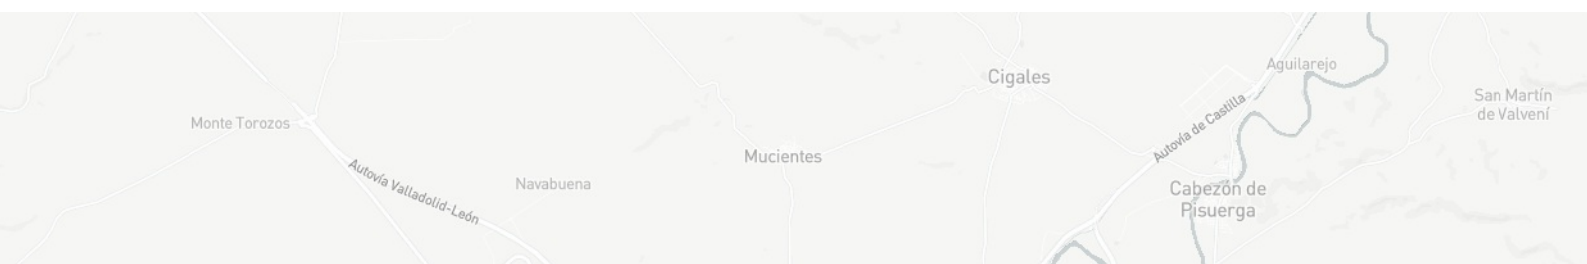 Cigales
Aguilarejo
San Martín
de Valvení
Monte Torozos
Autovía de Castilla
Mucientes
Autovía Valladolid-León
Navabuena
Cabezón de
Pisuerga